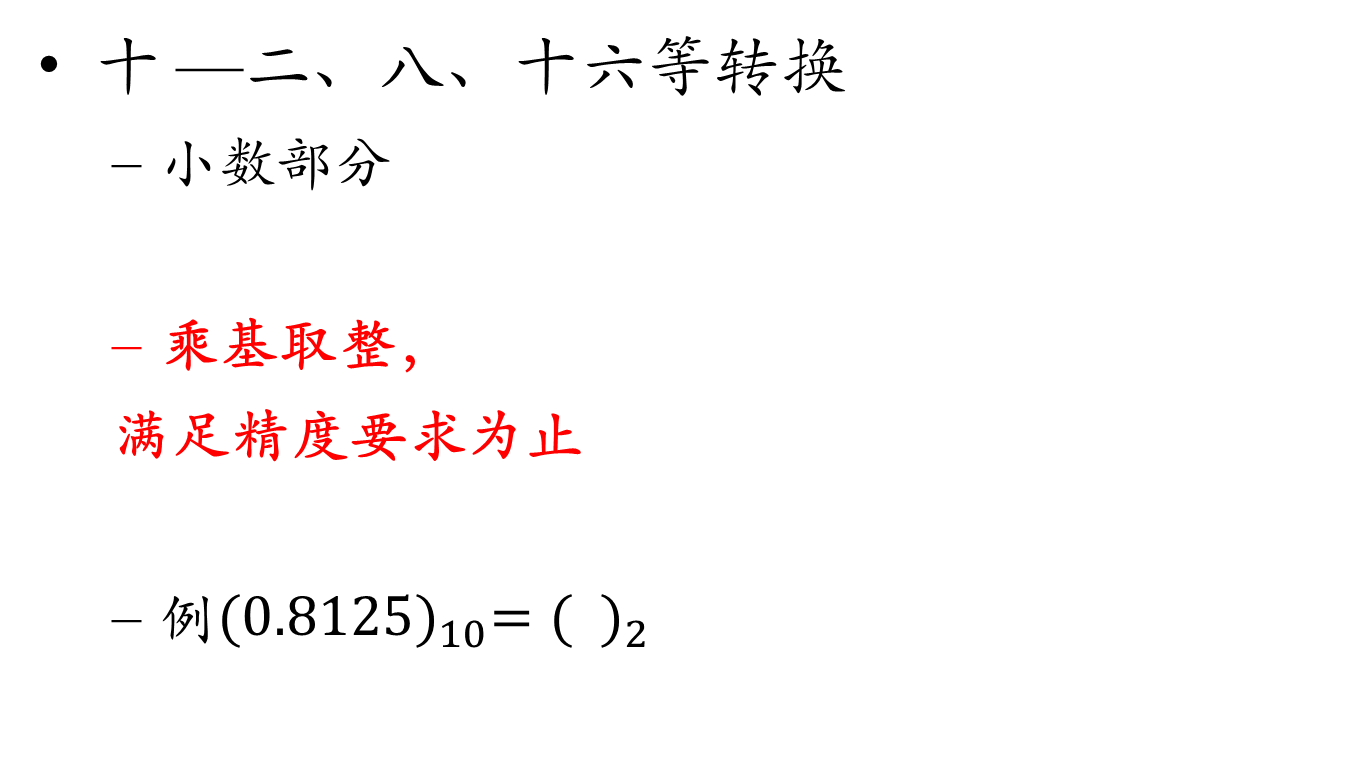 • 十 —二、八、十六等转换
– 小数部分
– 乘基取整，
满足精度要求为止
– 例(0.8125)₁₀= ( )₂